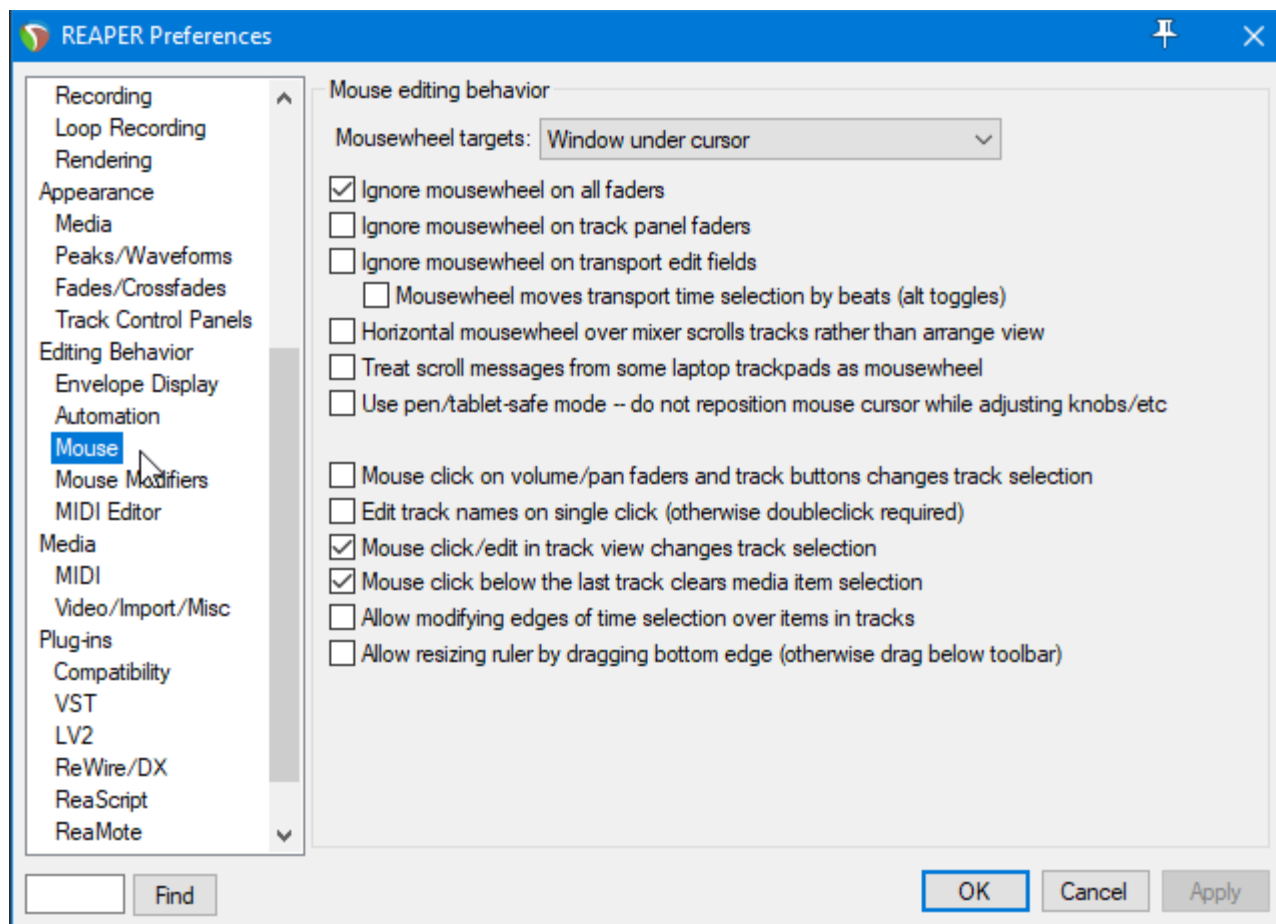 REAPER Preferences
Recording
Loop Recording
Rendering
Appearance
Media
Peaks/Waveforms
Fades/Crossfades
Track Control Panels
Editing Behavior
Envelope Display
Automation
Mouse
Mouse Modifiers
MIDI Editor
Media
MIDI
Video/Import/Misc
Plug-ins
Compatibility
VST
LV2
ReWire/DX
ReaScript
ReaMote
Find
Mouse editing behavior
Mousewheel targets: Window under cursor
Ignore mousewheel on all faders
Ignore mousewheel on track panel faders
Ignore mousewheel on transport edit fields
Mousewheel moves transport time selection by beats (alt toggles)
Horizontal mousewheel over mixer scrolls tracks rather than arrange view
Treat scroll messages from some laptop trackpads as mousewheel
Use pen/tablet-safe mode -- do not reposition mouse cursor while adjusting knobs/etc
Mouse click on volume/pan faders and track buttons changes track selection
Edit track names on single click (otherwise doubleclick required)
Mouse click/edit in track view changes track selection
Mouse click below the last track clears media item selection
Allow modifying edges of time selection over items in tracks
Allow resizing ruler by dragging bottom edge (otherwise drag below toolbar)
OK Cancel Apply